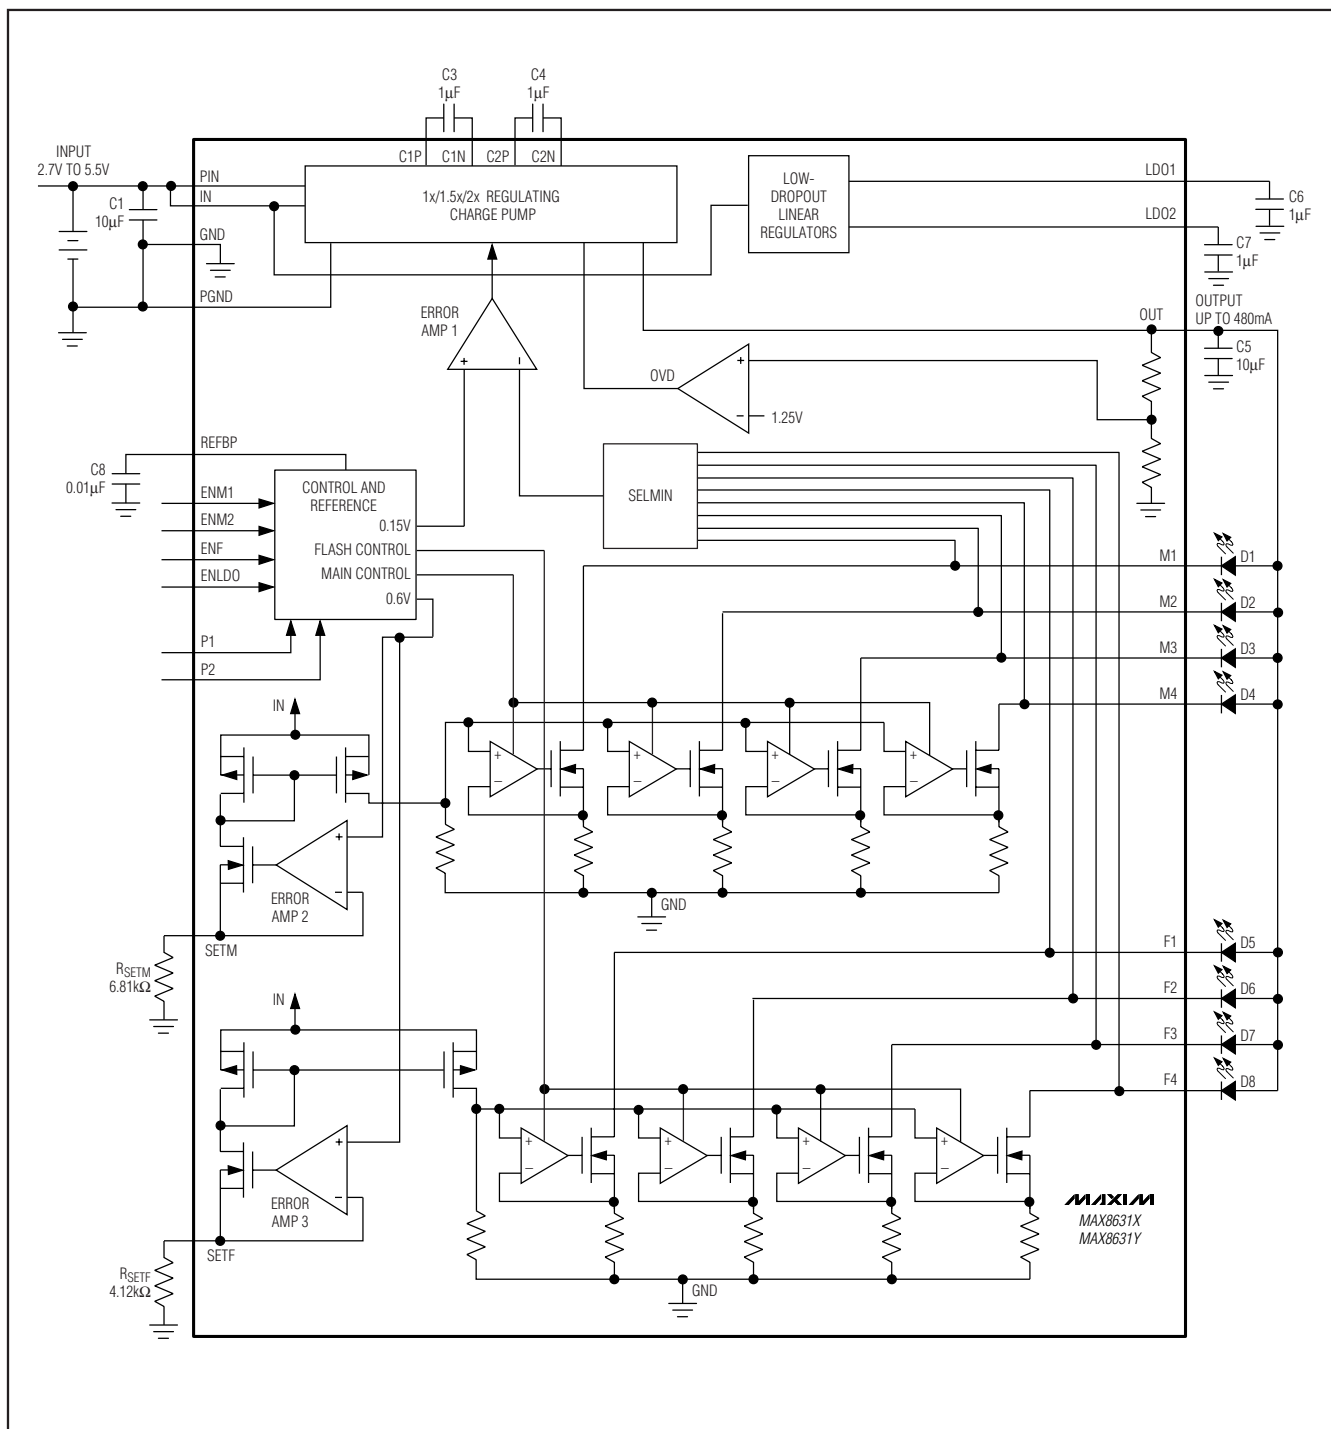 C3
1µF
C4
1µF
INPUT
2.7V TO 5.5V
C1P
C1N
C2P
C2N
PIN
IN
1x/1.5x/2x REGULATING
CHARGE PUMP
LOW-
DROPOUT
LINEAR
REGULATORS
LDO1
LDO2
C6
1µF
C7
1µF
C1
10µF
GND
PGND
ERROR
AMP 1
+
−
OVD
+
−
1.25V
OUT
OUTPUT
UP TO 480mA
C5
10µF
REFBP
C8
0.01µF
ENM1
ENM2
ENF
ENLDO
P1
P2
CONTROL AND
REFERENCE
0.15V
FLASH CONTROL
MAIN CONTROL
0.6V
SELMIN
M1
D1
M2
D2
M3
D3
M4
D4
IN
+
−
+
−
+
−
+
−
+
−
ERROR
AMP 2
GND
SETM
RSETM
6.81kΩ
F1
D5
F2
D6
F3
D7
F4
D8
IN
+
−
+
−
+
−
+
−
+
−
ERROR
AMP 3
SETF
RSETF
4.12kΩ
GND
MAXIM
MAX8631X
MAX8631Y